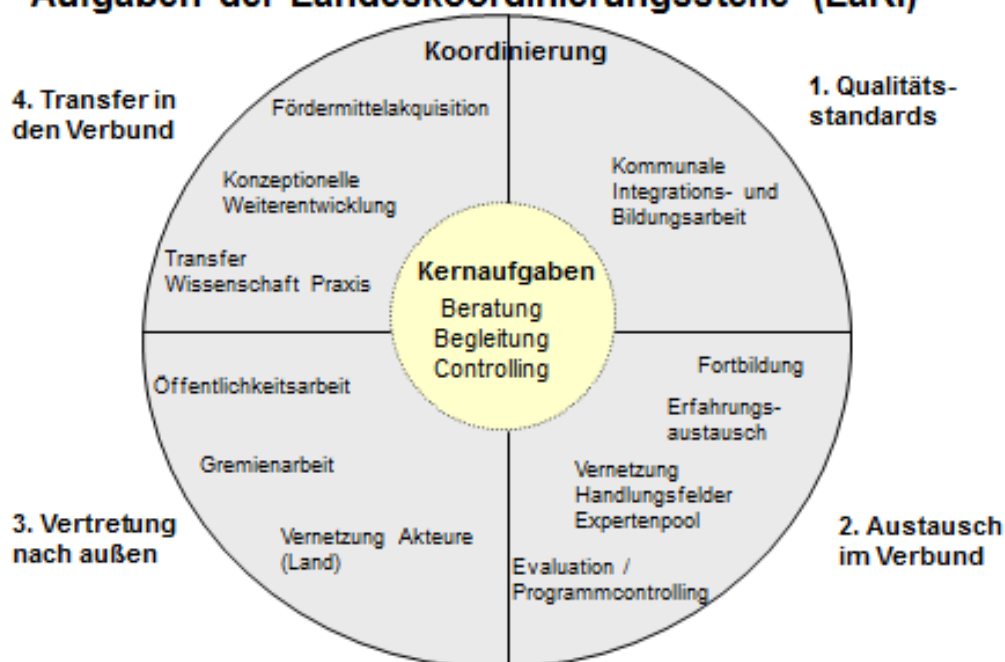 Aufgaben der Landeskoordinierungsstelle (LaKI)
Koordinierung
4. Transfer in
den Verbund
Fördermittelakquisition
Konzeptionelle
Weiterentwicklung
Transfer
Wissenschaft Praxis
1. Qualitäts-
standards
Kommunale
Integrations- und
Bildungsarbeit
Kernaufgaben
Beratung
Begleitung
Controlling
Öffentlichkeitsarbeit
Gremienarbeit
Vernetzung Akteure
(Land)
3. Vertretung
nach außen
Fortbildung
Erfahrungs-
austausch
Vernetzung
Handlungsfelder
Expertenpool
Evaluation /
Programmcontrolling
2. Austausch
im Verbund